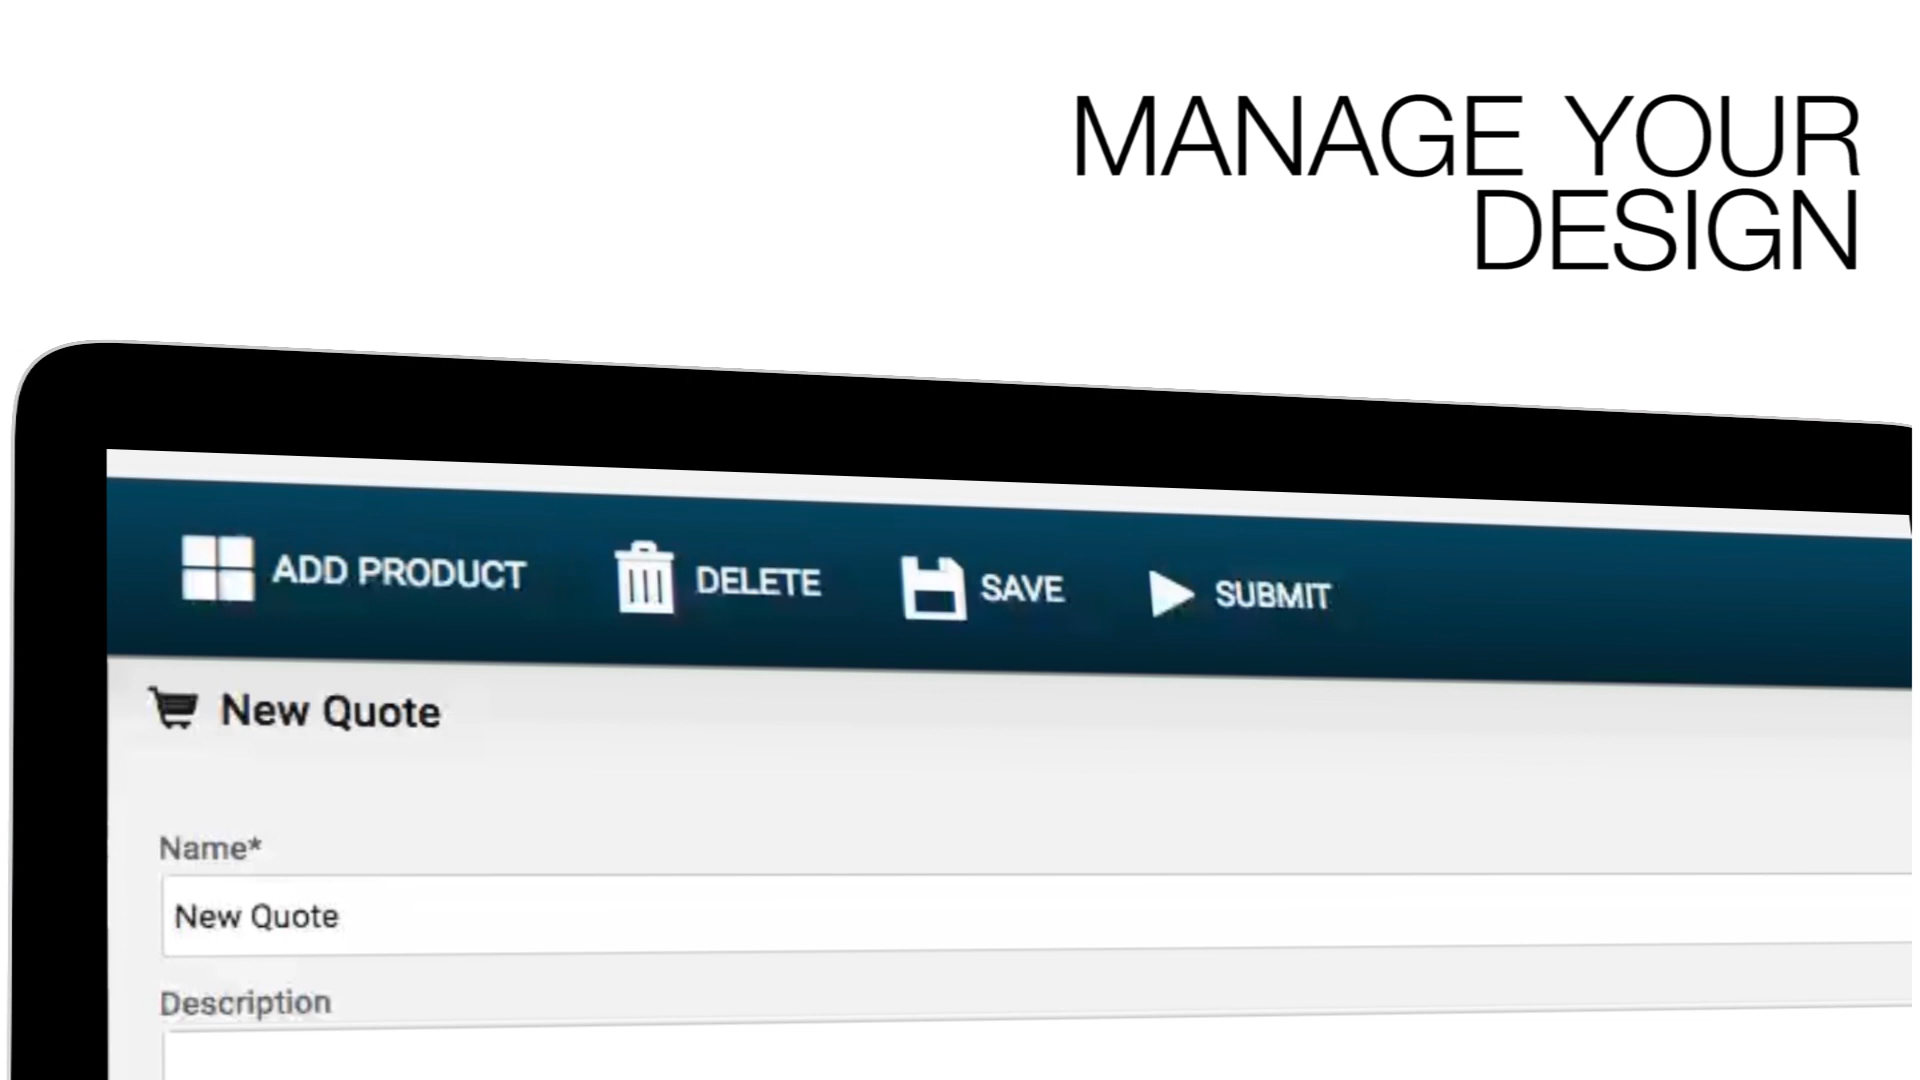 MANAGE YOUR
DESIGN
ADD PRODUCT DELETE SAVE SUBMIT
New Quote
Name*
New Quote
Description